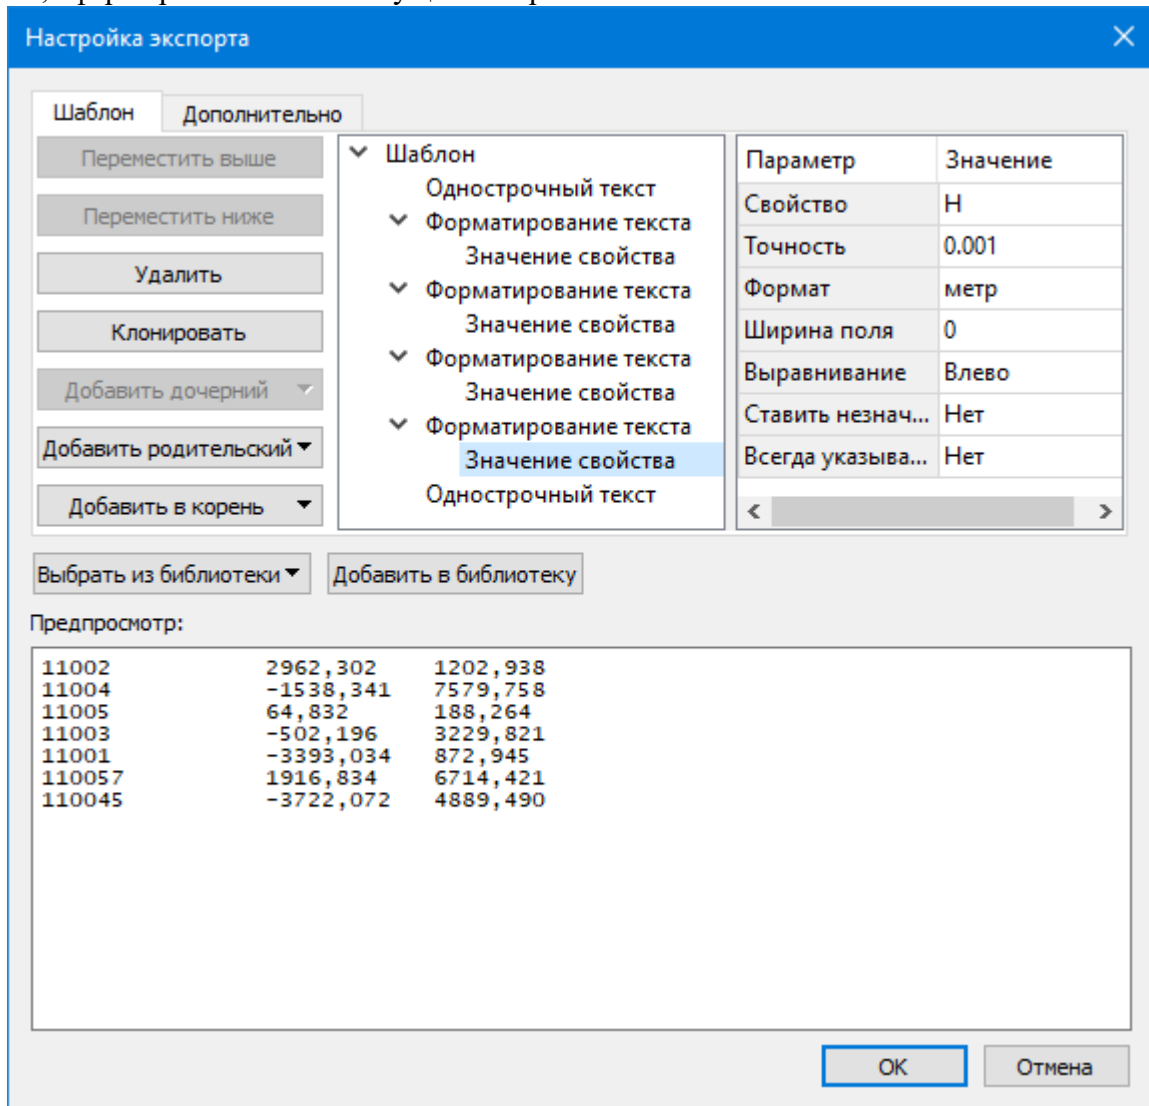 Настройка экспорта
Шаблон
Дополнительно
Переместить выше
Переместить ниже
Удалить
Клонировать
Добавить дочерний
Добавить родительский
Добавить в корень
Шаблон
Однострочный текст
Форматирование текста
Значение свойства
Форматирование текста
Значение свойства
Форматирование текста
Значение свойства
Форматирование текста
Значение свойства
Однострочный текст
Параметр Значение
Свойство H
Точность 0.001
Формат метр
Ширина поля 0
Выравнивание Влево
Ставить незнач... Нет
Всегда указыва... Нет
Выбрать из библиотеки
Добавить в библиотеку
Предпросмотр:
11002 2962,302 1202,938
11004 -1538,341 7579,758
11005 64,832 188,264
11003 -502,196 3229,821
11001 -3393,034 872,945
110057 1916,834 6714,421
110045 -3722,072 4889,490
OK
Отмена